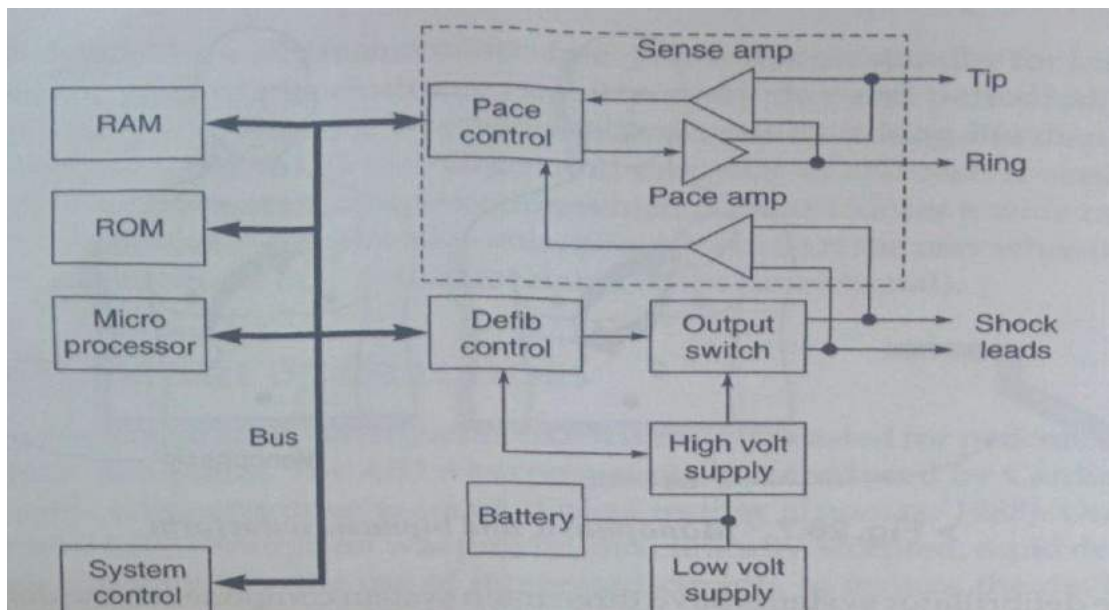 Sense amp
Tip
RAM
Pace
control
Ring
ROM
Pace amp
Micro
processor
Defib
control
Output
switch
Shock
leads
Bus
High volt
supply
Battery
System
control
Low volt
supply